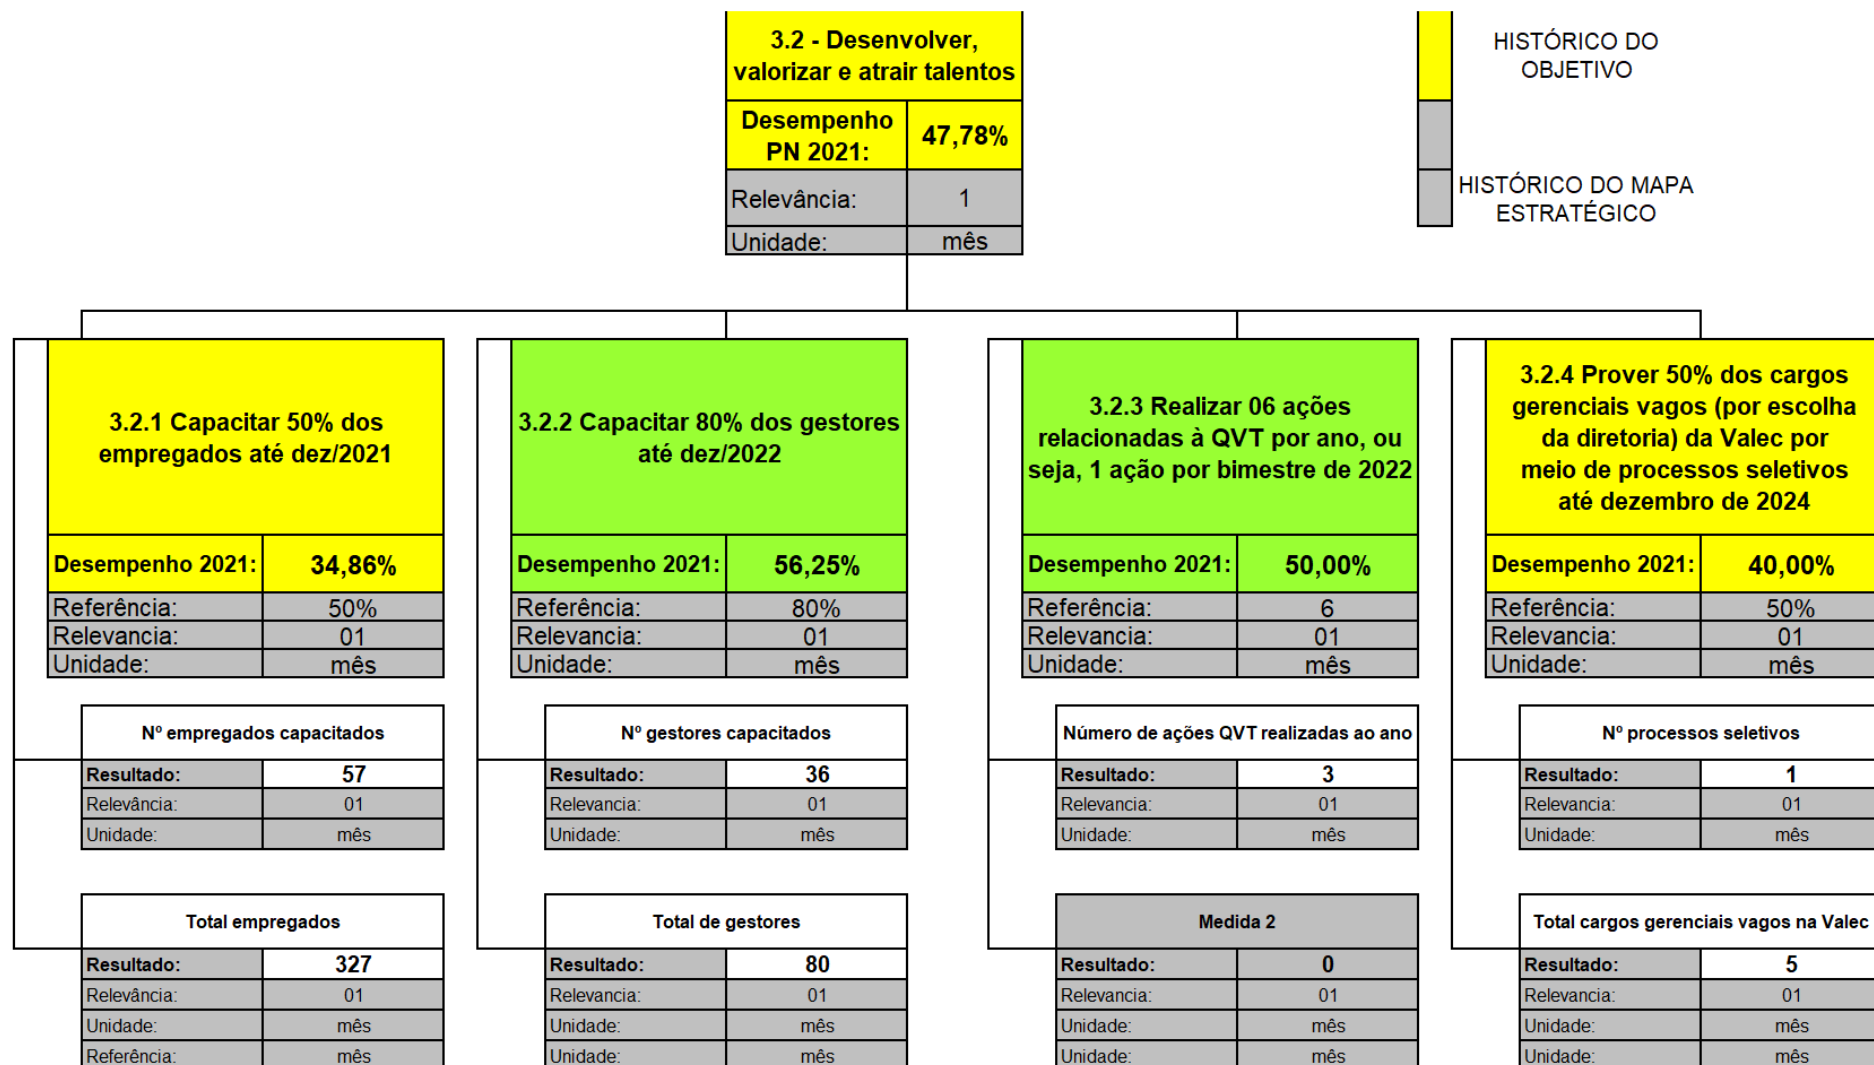 3.2 - Desenvolver,
valorizar e atrair talentos
Desempenho
PN 2021:
47,78%
Relevância:
1
Unidade:
mês
HISTÓRICO DO
OBJETIVO
HISTÓRICO DO MAPA
ESTRATÉGICO
3.2.1 Capacitar 50% dos
empregados até dez/2021
Desempenho 2021:
34,86%
Referência:
50%
Relevancia:
01
Unidade:
mês
Nº empregados capacitados
Resultado:
57
Relevância:
01
Unidade:
mês
Total empregados
Resultado:
327
Relevância:
01
Unidade:
mês
Referência:
mês
3.2.2 Capacitar 80% dos gestores
até dez/2022
Desempenho 2021:
56,25%
Referência:
80%
Relevancia:
01
Unidade:
mês
Nº gestores capacitados
Resultado:
36
Relevancia:
01
Unidade:
mês
Total de gestores
Resultado:
80
Relevancia:
01
Unidade:
mês
Unidade:
mês
3.2.3 Realizar 06 ações
relacionadas à QVT por ano, ou
seja, 1 ação por bimestre de 2022
Desempenho 2021:
50,00%
Referência:
6
Relevancia:
01
Unidade:
mês
Número de ações QVT realizadas ao ano
Resultado:
3
Relevancia:
01
Unidade:
mês
Medida 2
Resultado:
0
Relevancia:
01
Unidade:
mês
Unidade:
mês
3.2.4 Prover 50% dos cargos
gerenciais vagos (por escolha
da diretoria) da Valec por
meio de processos seletivos
até dezembro de 2024
Desempenho 2021:
40,00%
Referência:
50%
Relevancia:
01
Unidade:
mês
Nº processos seletivos
Resultado:
1
Relevancia:
01
Unidade:
mês
Total cargos gerenciais vagos na Valec
Resultado:
5
Relevancia:
01
Unidade:
mês
Unidade:
mês